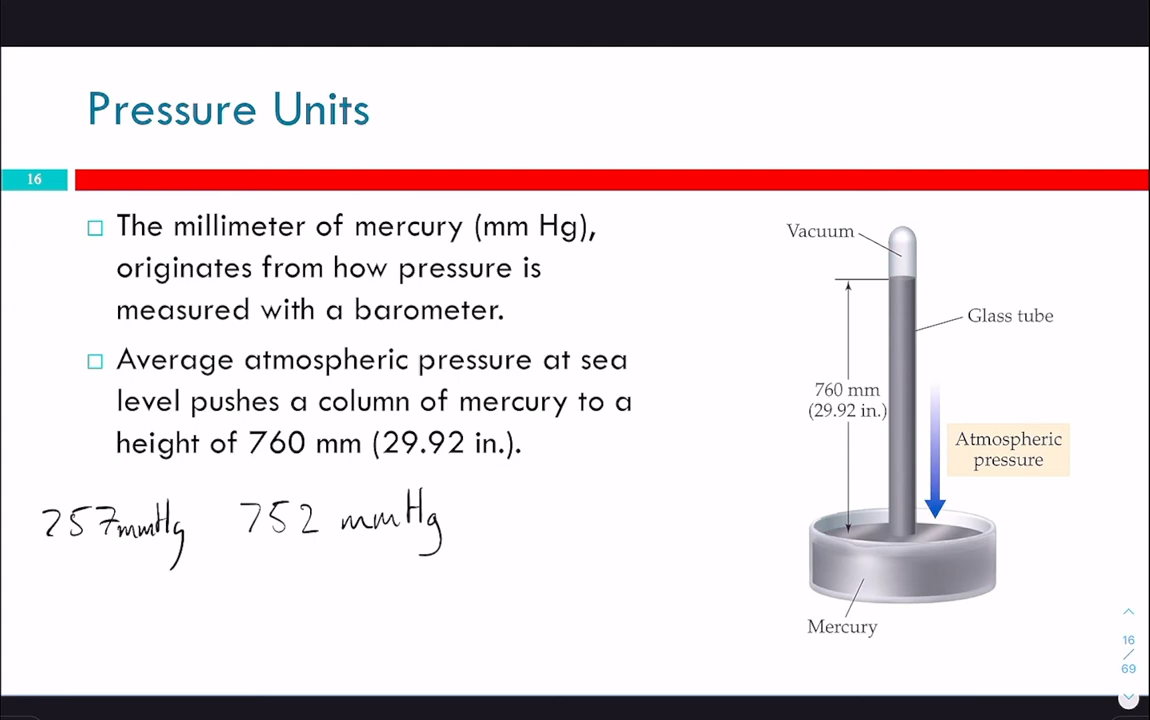 Pressure Units
16
□ The millimeter of mercury (mm Hg),
originates from how pressure is
measured with a barometer.
□ Average atmospheric pressure at sea
level pushes a column of mercury to a
height of 760 mm (29.92 in.).
757mmHg 752 mmHg
Vacuum
Glass tube
760 mm
(29.92 in.)
Atmospheric
pressure
Mercury
16
/
69